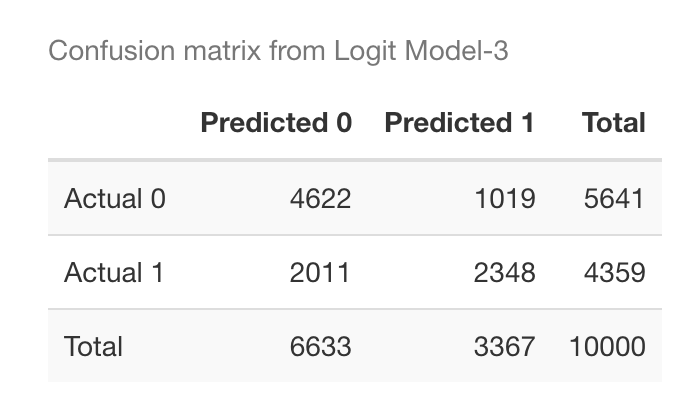 Confusion matrix from Logit Model-3
Predicted 0 Predicted 1 Total
Actual 0 4622 1019 5641
Actual 1 2011 2348 4359
Total 6633 3367 10000